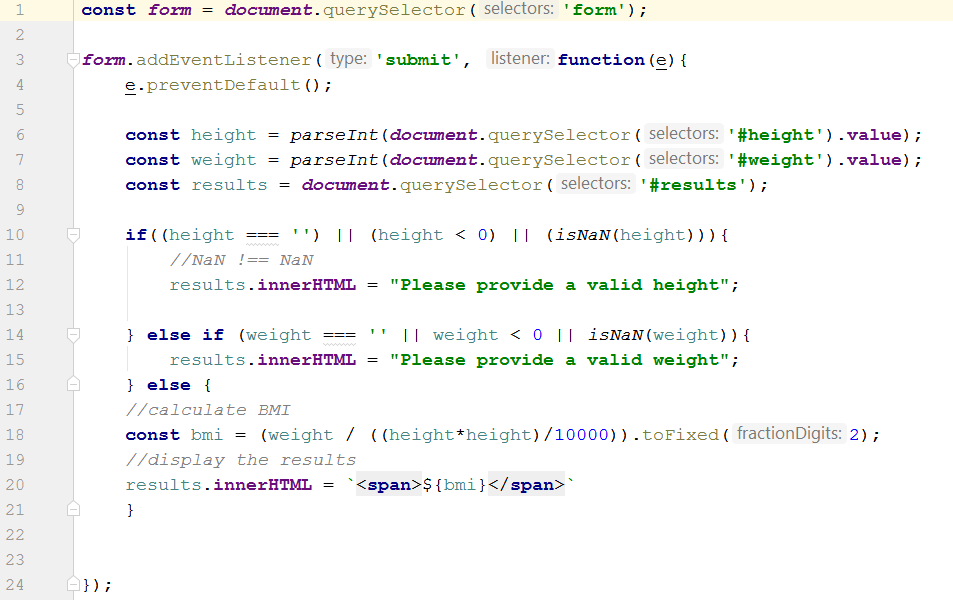 1 const form = document.querySelector( selectors: 'form');
2
3 form.addEventListener( type: 'submit', listener: function(e){
4     e.preventDefault();
5
6     const height = parseInt(document.querySelector( selectors: '#height').value);
7     const weight = parseInt(document.querySelector( selectors: '#weight').value);
8     const results = document.querySelector( selectors: '#results');
9
10     if((height === '') || (height < 0) || (isNaN(height))){
11         //NaN !== NaN
12         results.innerHTML = "Please provide a valid height";
13
14     } else if (weight === '' || weight < 0 || isNaN(weight)){
15         results.innerHTML = "Please provide a valid weight";
16     } else {
17     //calculate BMI
18     const bmi = (weight / ((height*height)/10000)).toFixed( fractionDigits: 2);
19     //display the results
20     results.innerHTML = `<span>${bmi}</span>`
21     }
22
23
24 });